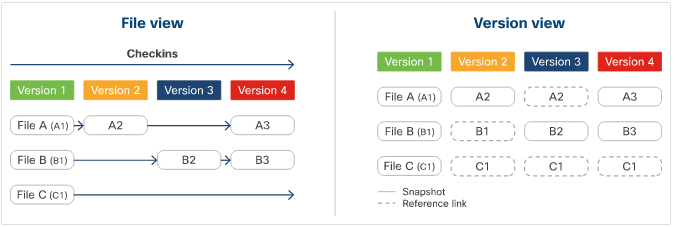 File view
Checkins
Version 1 Version 2 Version 3 Version 4
File A (A1) A2 A3
File B (B1) B2 B3
File C (C1)
Version view
Version 1 Version 2 Version 3 Version 4
File A (A1) A2 A2 A3
File B (B1) B1 B2 B3
File C (C1) C1 C1 C1
Snapshot
Reference link